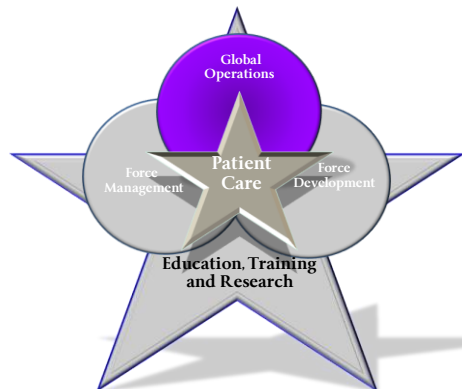 Global
Operations
Patient
Care
Force
Management
Force
Development
Education, Training
and Research